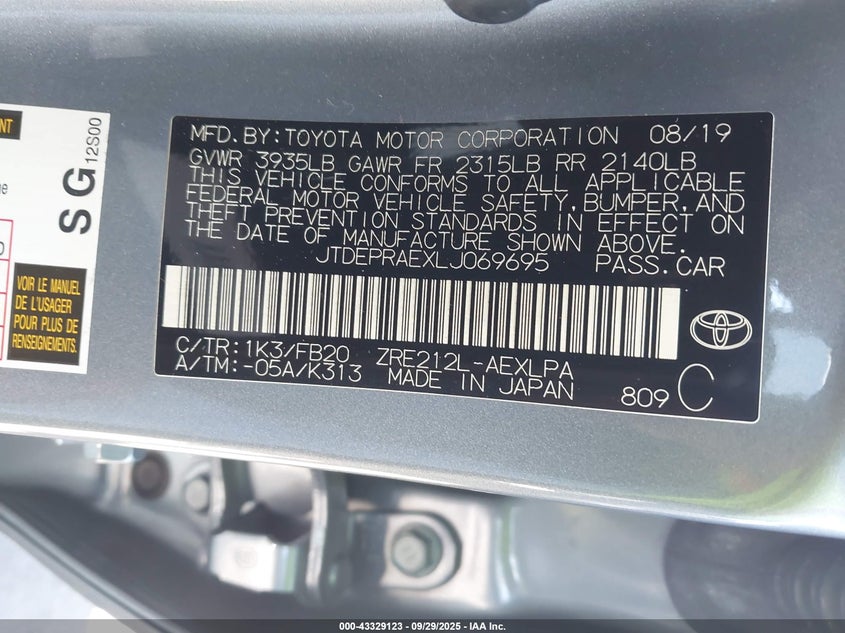 NT
SG
12S00
VOIR LE MANUEL
DE L'USAGER
POUR PLUS DE
RENSEIGNEMENTS.
MFD.BY:TOYOTA MOTOR CORPORATION 08/19
GVWR 3935LB GAWR FR 2315LB RR 2140LB
THIS VEHICLE CONFORMS TO ALL APPLICABLE
FEDERAL MOTOR VEHICLE SAFETY,BUMPER,AND
THEFT PREVENTION STANDARDS IN EFFECT ON
THE DATE OF MANUFACTURE SHOWN ABOVE.
JTDEPRAEXLJ069695 PASS.CAR
C/TR:1K3/FB20 ZRE212L-AEXLPA
A/TM:-05A/K313 MADE IN JAPAN
809 C
000-43329123 - 09/29/2025 - IAA Inc.